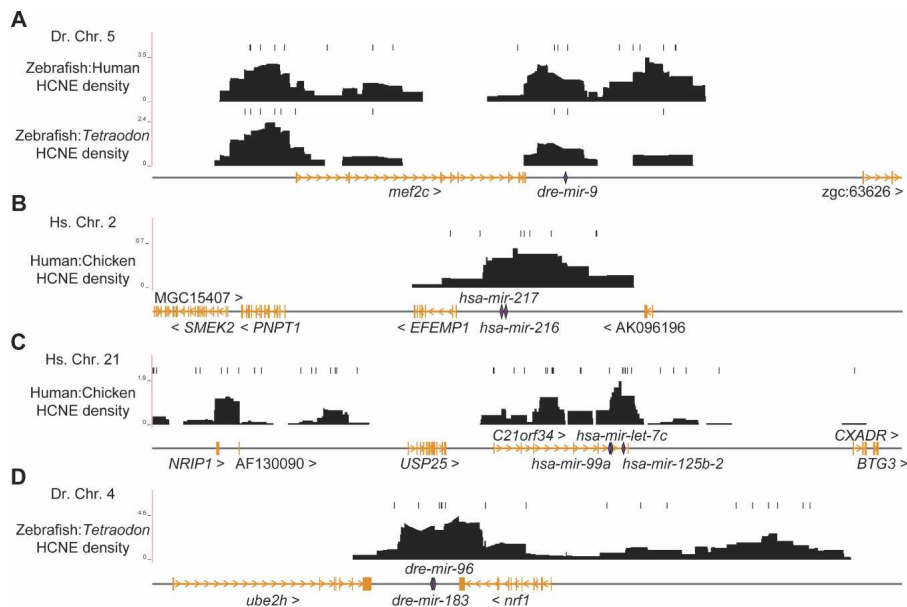 A
Dr. Chr. 5
Zebrafish:Human
HCNE density
3.5
0
Zebrafish:Tetraodon
HCNE density
2.4
0
mef2c >
dre-mir-9
zgc:63626 >
B
Hs. Chr. 2
Human:Chicken
HCNE density
0.7
0
MGC15407 >
hsa-mir-217
< SMEK2
< PNPT1
< EFEMP1
hsa-mir-216
< AK096196
C
Hs. Chr. 21
Human:Chicken
HCNE density
1.9
0
C21orf34 >
hsa-mir-let-7c
CXADR >
NRIP1 >
AF130090 >
USP25 >
hsa-mir-99a
hsa-mir-125b-2
BTG3 >
D
Dr. Chr. 4
Zebrafish:Tetraodon
HCNE density
4.6
0
dre-mir-96
ube2h >
dre-mir-183
< nrf1